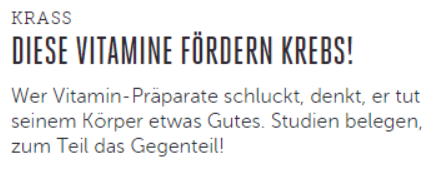 KRASS
DIESE VITAMINE FÖRDERN KREBS!
Wer Vitamin-Präparate schluckt, denkt, er tut
seinem Körper etwas Gutes. Studien belegen,
zum Teil das Gegenteil!